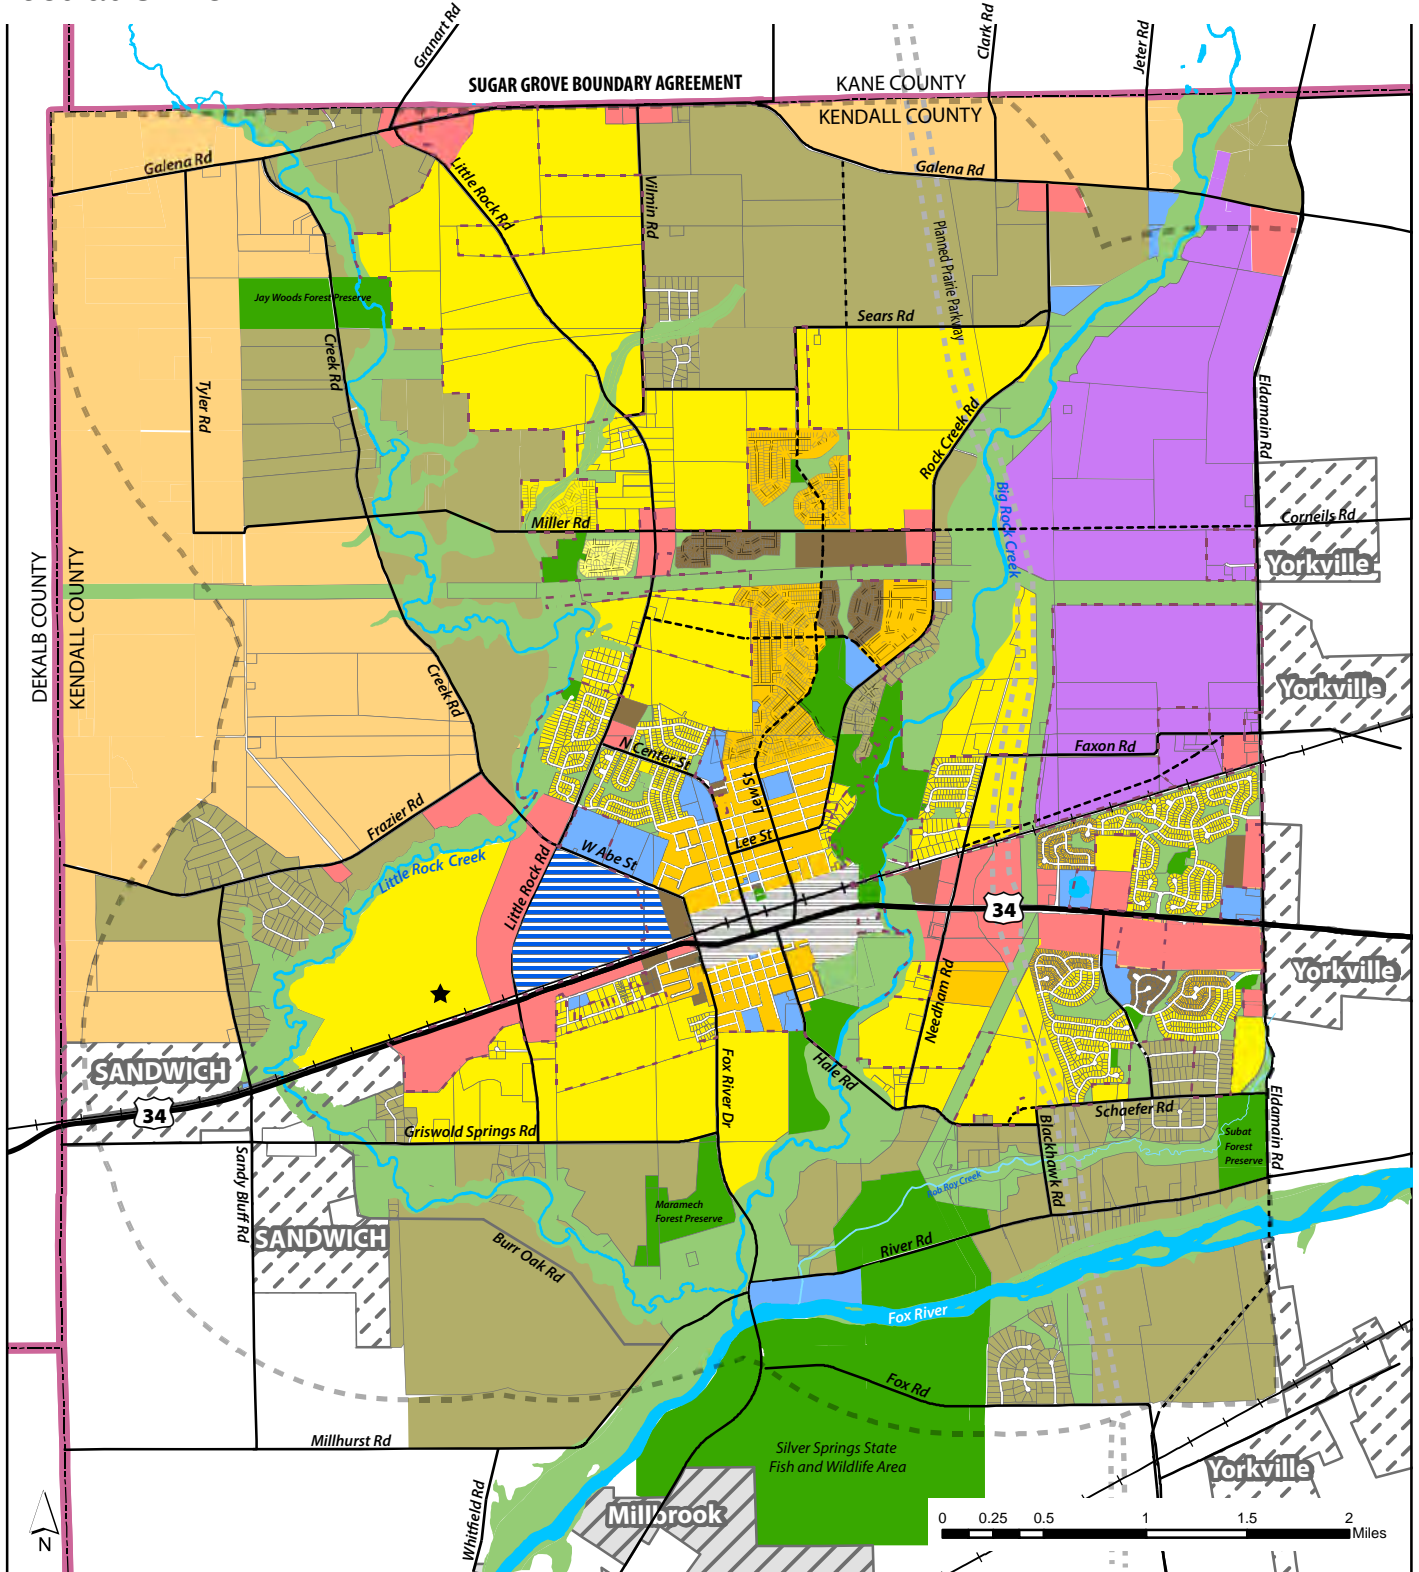 Granart Rd
Clark Rd
Jeter Rd
SUGAR GROVE BOUNDARY AGREEMENT
KANE COUNTY
KENDALL COUNTY
Galena Rd
Galena Rd
Little Rock Rd
Vilmin Rd
Planned Prairie Parkway
Jay Woods Forest Preserve
Sears Rd
Creek Rd
Tyler Rd
Eldamain Rd
Rock Creek Rd
Big Rock Creek
Miller Rd
Corneils Rd
Yorkville
DEKALB COUNTY
KENDALL COUNTY
Creek Rd
Yorkville
N Center St
Faxon Rd
Lew St
Frazier Rd
Lee St
W Abe St
Little Rock Creek
Little Rock Rd
34
Yorkville
Needham Rd
SANDWICH
Hale Rd
Fox River Dr
34
Schaefer Rd
Eldamain Rd
Griswold Springs Rd
Blackhawk Rd
Subat
Forest
Preserve
Sandy Bluff Rd
Rob Roy Creek
Maramech
Forest Preserve
SANDWICH
Burr Oak Rd
River Rd
Fox River
Fox Rd
Millhurst Rd
Silver Springs State
Fish and Wildlife Area
Yorkville
Whitfield Rd
Millbrook
N
0 0.25 0.5 1 1.5 2
Miles